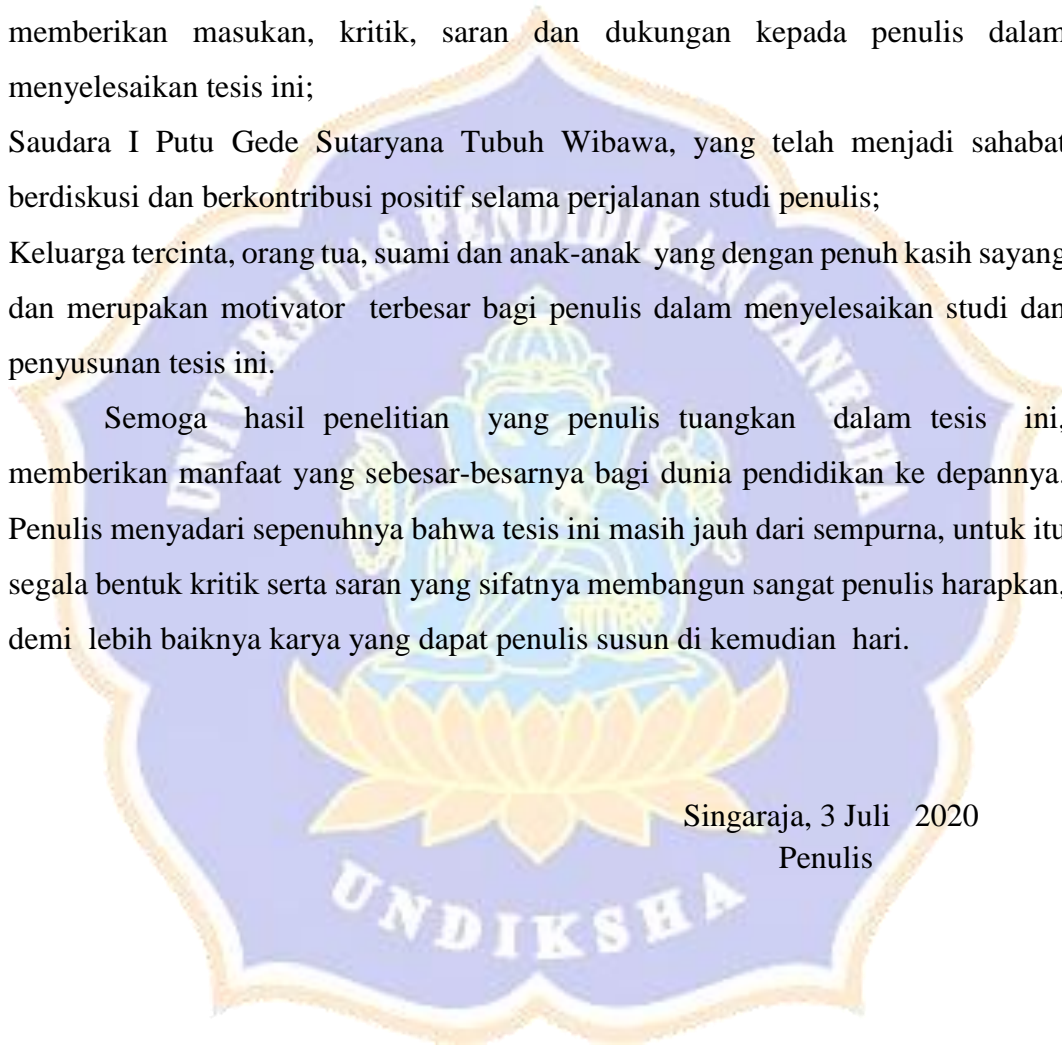 memberikan masukan, kritik, saran dan dukungan kepada penulis dalam
menyelesaikan tesis ini;
Saudara I Putu Gede Sutaryana Tubuh Wibawa, yang telah menjadi sahabat
berdiskusi dan berkontribusi positif selama perjalanan studi penulis;
Keluarga tercinta, orang tua, suami dan anak-anak yang dengan penuh kasih sayang
dan merupakan motivator terbesar bagi penulis dalam menyelesaikan studi dan
penyusunan tesis ini.
Semoga hasil penelitian yang penulis tuangkan dalam tesis ini,
memberikan manfaat yang sebesar-besarnya bagi dunia pendidikan ke depannya.
Penulis menyadari sepenuhnya bahwa tesis ini masih jauh dari sempurna, untuk itu
segala bentuk kritik serta saran yang sifatnya membangun sangat penulis harapkan,
demi lebih baiknya karya yang dapat penulis susun di kemudian hari.
Singaraja, 3 Juli 2020
Penulis
UNIVERSITAS PENDIDIKAN GANESHA
UNDIKSHA